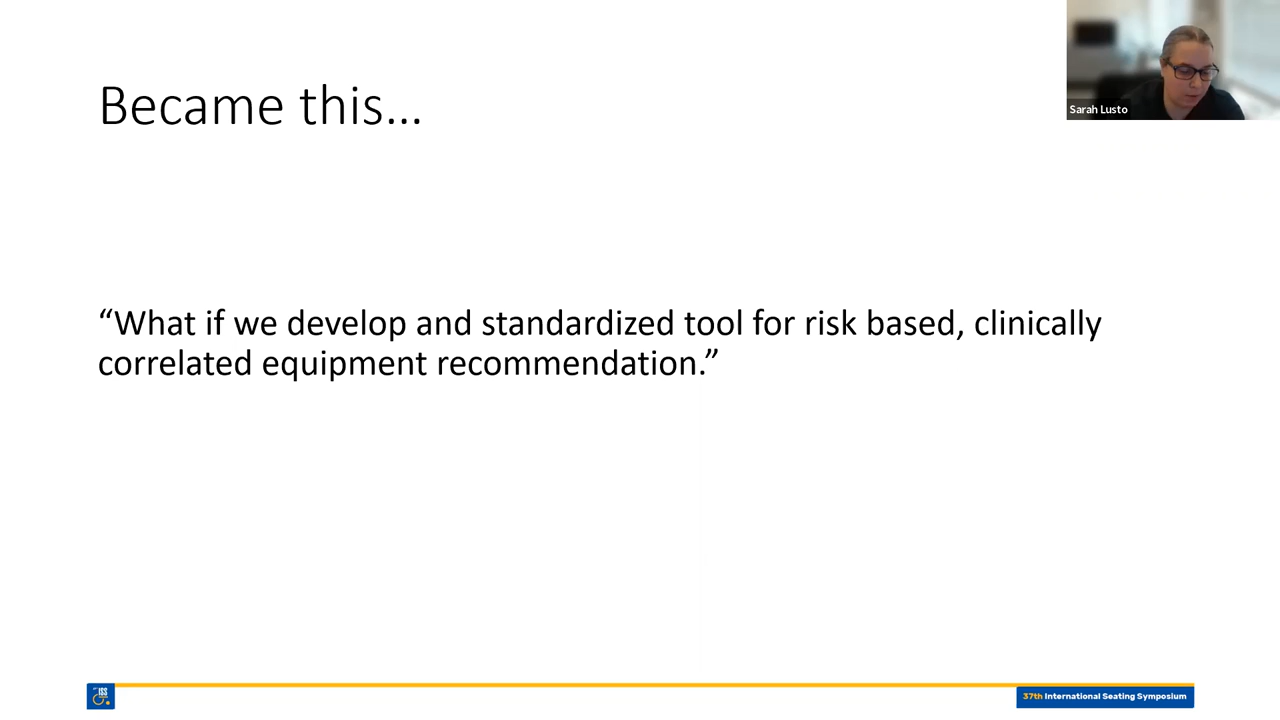 Became this…
Sarah Lusto
“What if we develop and standardized tool for risk based, clinically
correlated equipment recommendation.”
ISS
37th International Seating Symposium